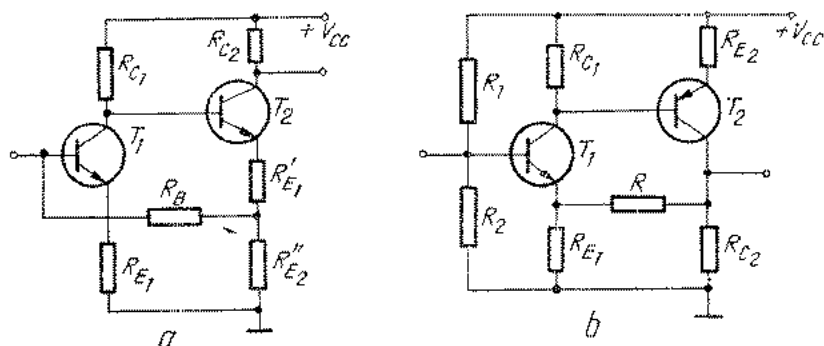 + V_CC
R_C1
R_C2
T_1
T_2
R'_E1
R_B
R_E1
R"_E2
a
+V_CC
R_1
R_C1
R_E2
T_1
T_2
R
R_2
R_E1
R_C2
b